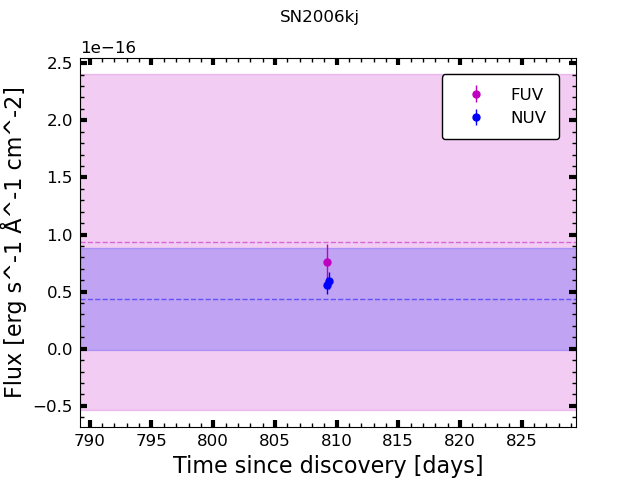 SN2006kj
1e−16
2.5
2.0
1.5
1.0
0.5
0.0
−0.5
Flux [erg s^-1 Å^-1 cm^-2]
FUV
NUV
790 795 800 805 810 815 820 825
Time since discovery [days]